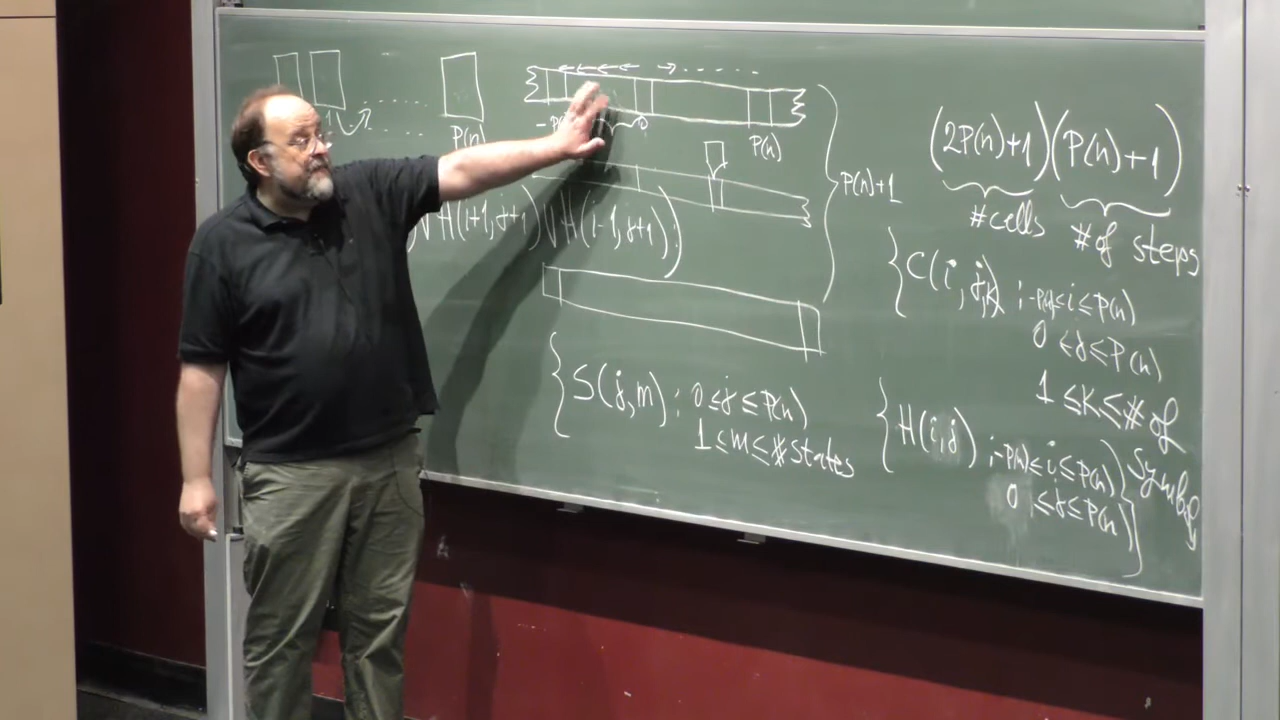 P(n)
P(n)
P(n)+1
∨H(i+1,j+1)∨H(i-1,j+1):
{S(j,m): 0≤j≤P(n)
1≤m≤#states
(2P(n)+1)(P(n)+1)
#cells
#of steps
{C(i,j,k; -P(n)≤i≤P(n)
0≤j≤P(n)
1≤K≤#of
Symbols
{H(i,j); -P(n)≤i≤P(n)
0≤j≤P(n)}